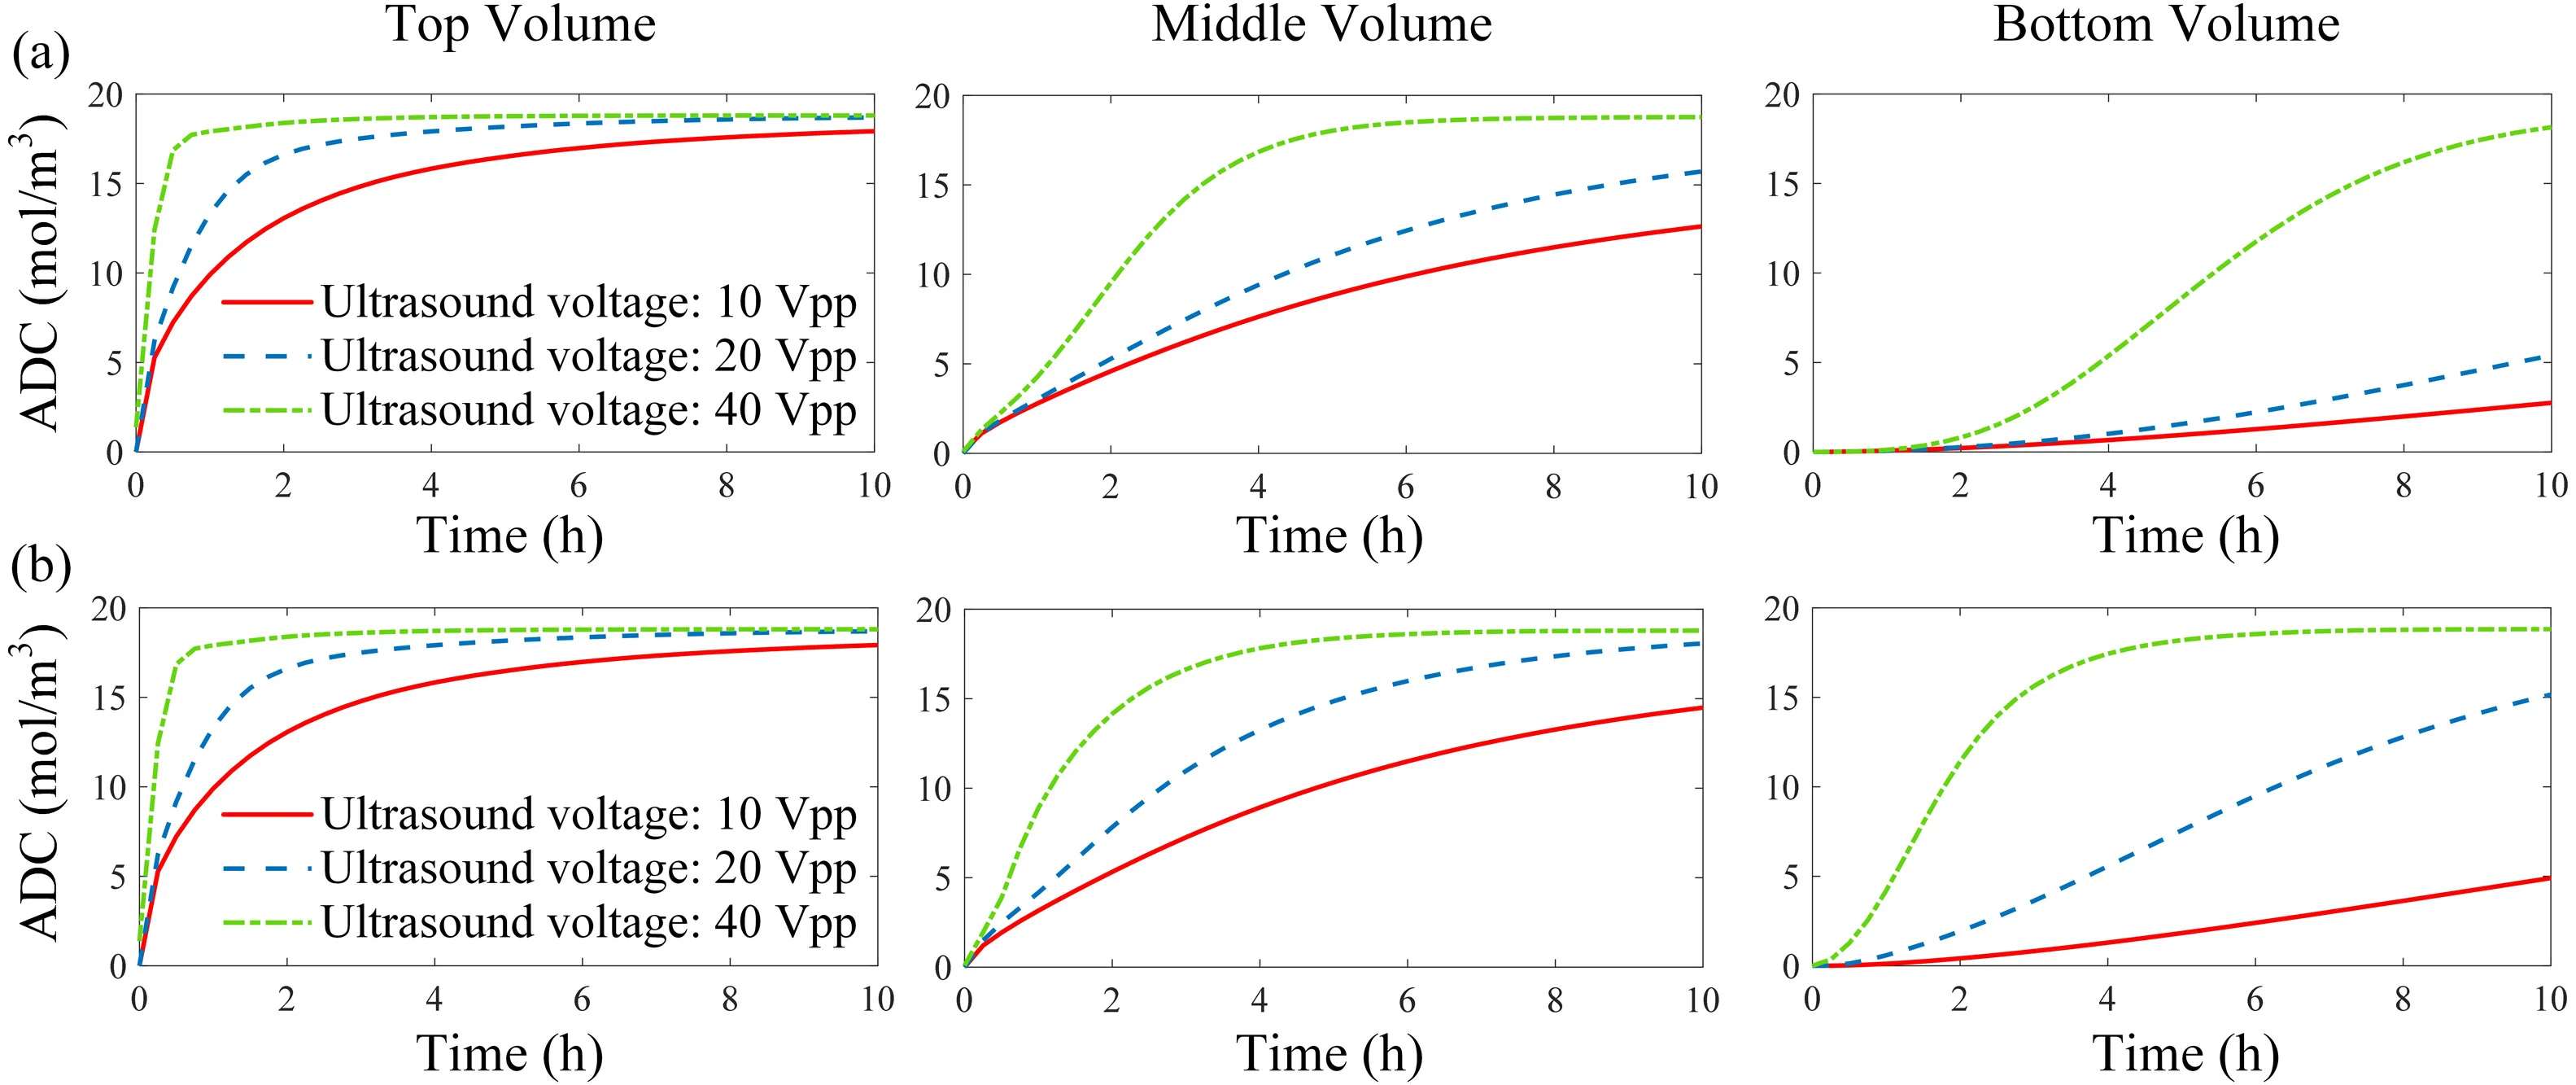 Top Volume
Middle Volume
Bottom Volume
(a)
ADC (mol/m³)
20
15
10
5
0
Ultrasound voltage: 10 Vpp
Ultrasound voltage: 20 Vpp
Ultrasound voltage: 40 Vpp
0 2 4 6 8 10
Time (h)
20
15
10
5
0
0 2 4 6 8 10
Time (h)
20
15
10
5
0
0 2 4 6 8 10
Time (h)
(b)
ADC (mol/m³)
20
15
10
5
0
Ultrasound voltage: 10 Vpp
Ultrasound voltage: 20 Vpp
Ultrasound voltage: 40 Vpp
0 2 4 6 8 10
Time (h)
20
15
10
5
0
0 2 4 6 8 10
Time (h)
20
15
10
5
0
0 2 4 6 8 10
Time (h)